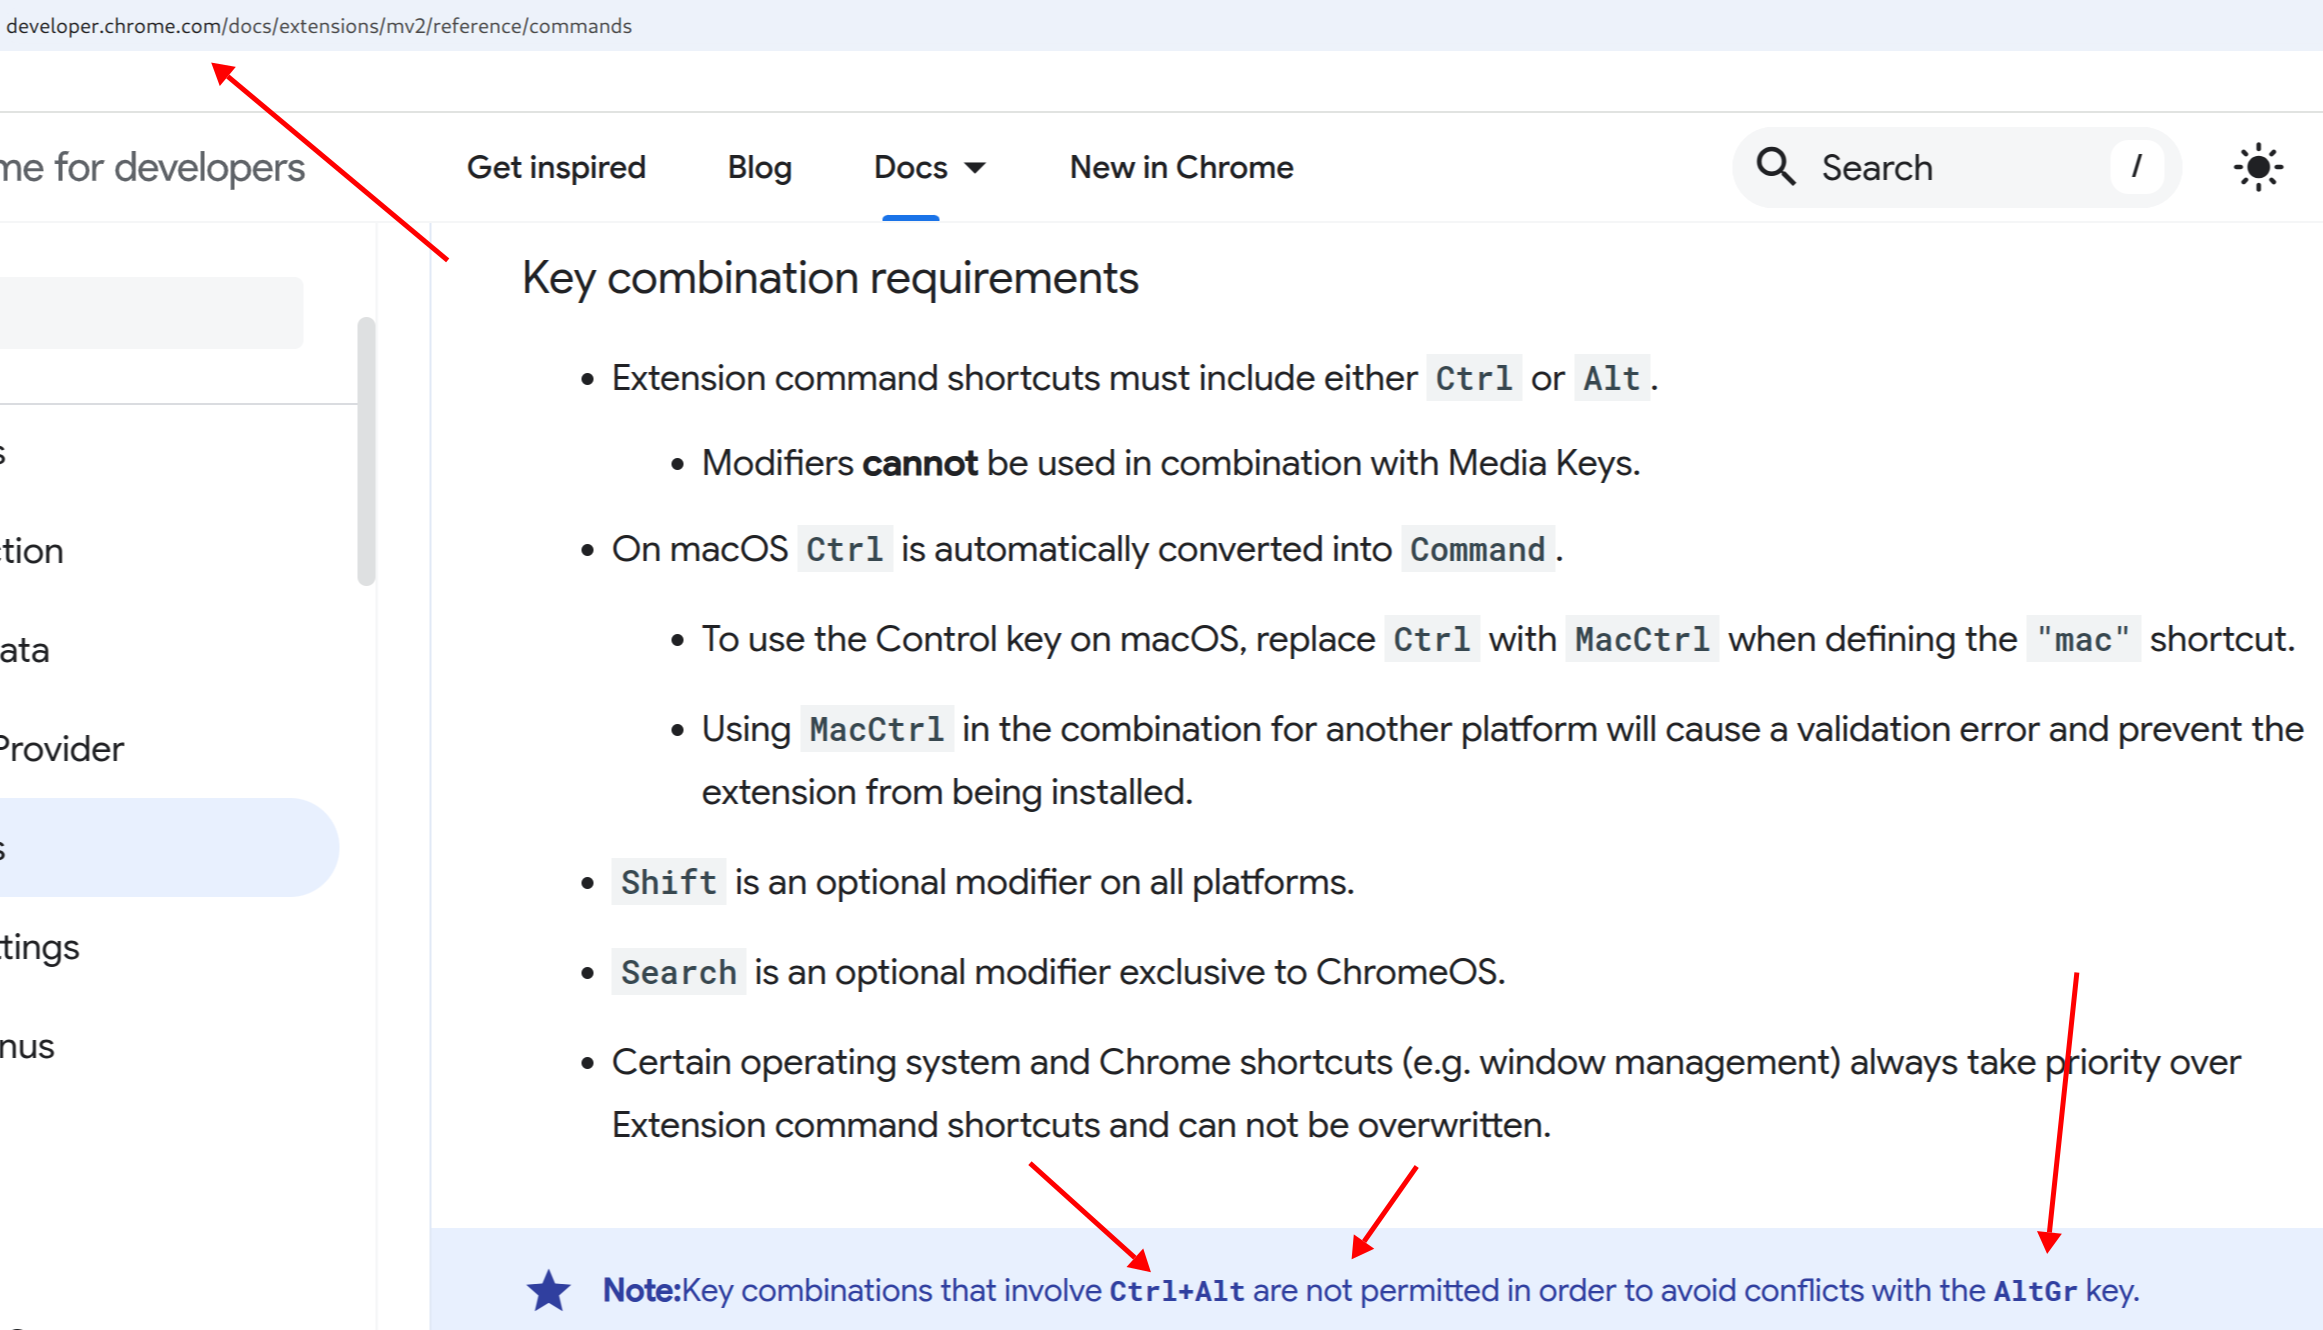 developer.chrome.com/docs/extensions/mv2/reference/commands
me for developers
Get inspired
Blog
Docs
New in Chrome
Search
/
s
ction
ata
Provider
s
ttings
nus
Key combination requirements
Extension command shortcuts must include either Ctrl or Alt.
Modifiers cannot be used in combination with Media Keys.
On macOS Ctrl is automatically converted into Command.
To use the Control key on macOS, replace Ctrl with MacCtrl when defining the "mac" shortcut.
Using MacCtrl in the combination for another platform will cause a validation error and prevent the
extension from being installed.
Shift is an optional modifier on all platforms.
Search is an optional modifier exclusive to ChromeOS.
Certain operating system and Chrome shortcuts (e.g. window management) always take priority over
Extension command shortcuts and can not be overwritten.
Note:Key combinations that involve Ctrl+Alt are not permitted in order to avoid conflicts with the AltGr key.